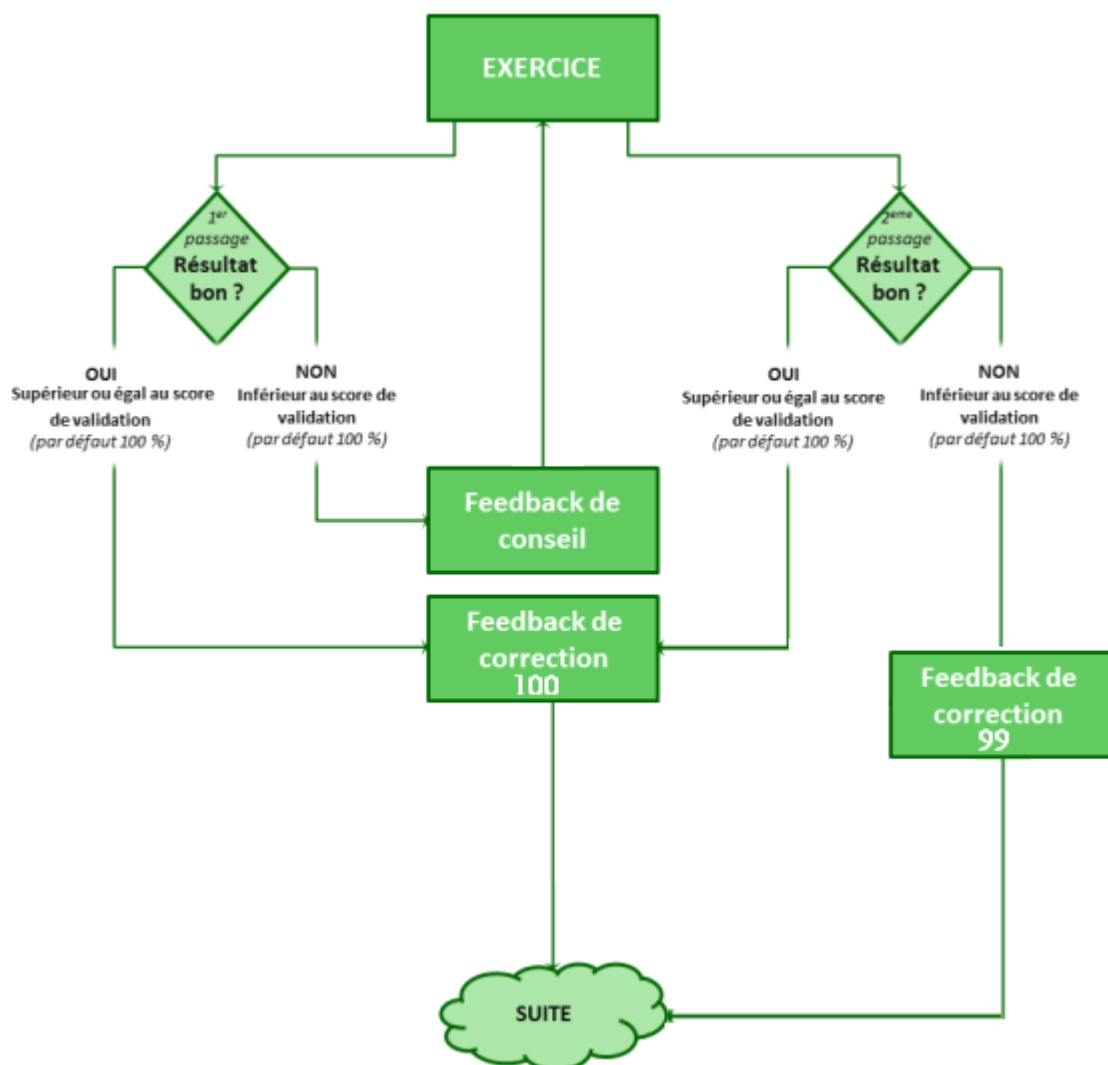 EXERCICE
1er
passage
Résultat
bon ?
2eme
passage
Résultat
bon ?
OUI
Supérieur ou égal au score
de validation
(par défaut 100 %)
NON
Inférieur au score de
validation
(par défaut 100 %)
OUI
Supérieur ou égal au score
de validation
(par défaut 100 %)
NON
Inférieur au score de
validation
(par défaut 100 %)
Feedback de
conseil
Feedback de
correction
100
Feedback de
correction
99
SUITE